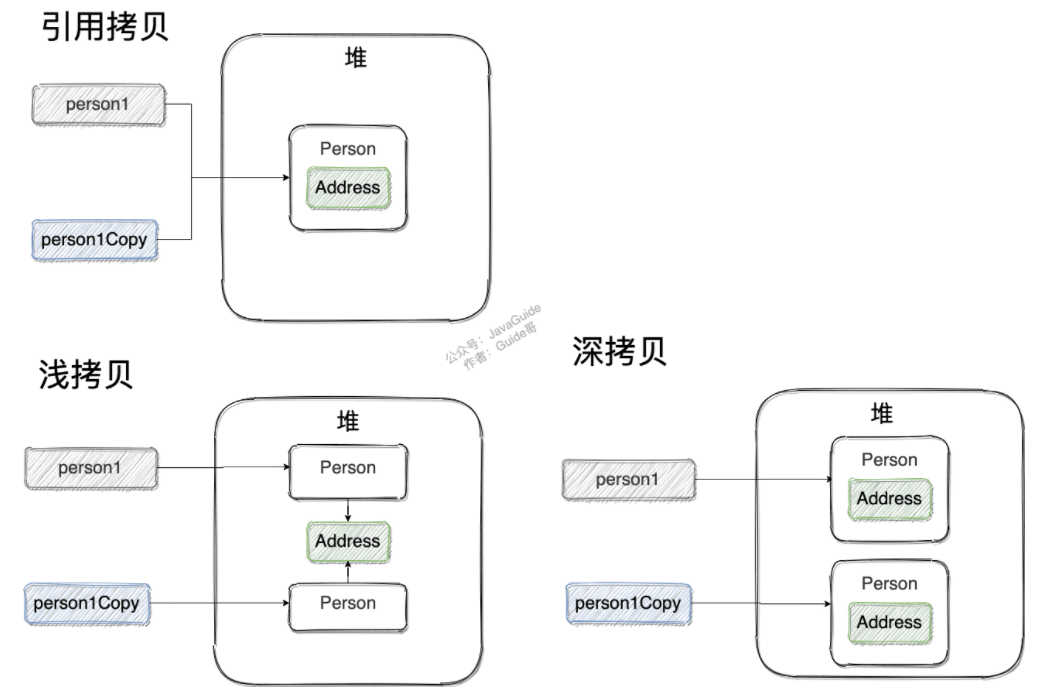 引用拷贝
堆
person1
Person
Address
person1Copy
公众号：JavaGuide
作者：Guide哥
浅拷贝
堆
person1
Person
Address
person1Copy
Person
深拷贝
堆
person1
Person
Address
person1Copy
Person
Address